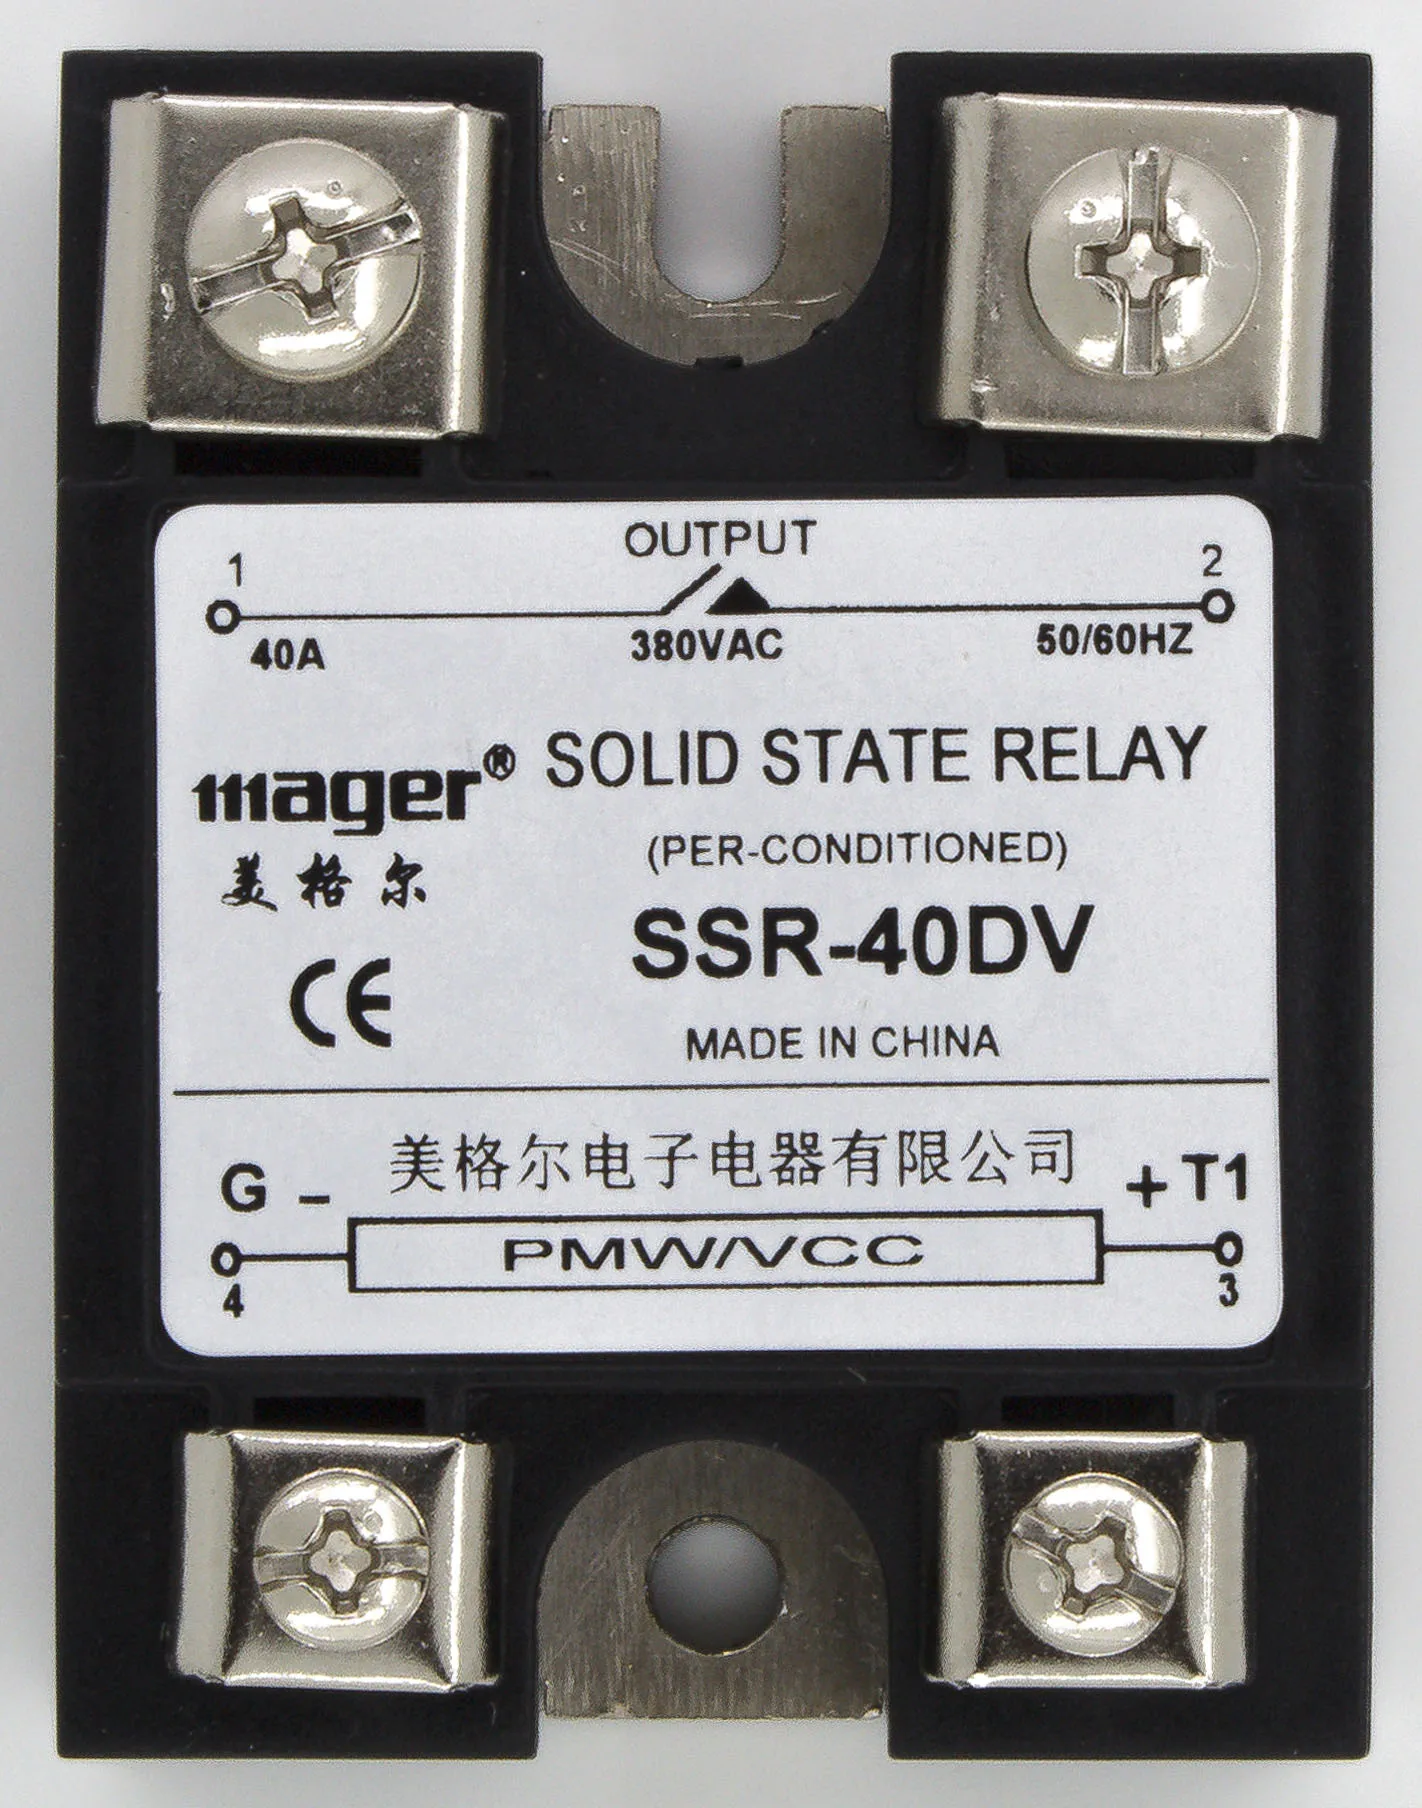 OUTPUT
1 2
40A 380VAC 50/60HZ
mager® SOLID STATE RELAY
(PER-CONDITIONED)
美格尔 SSR-40DV
CE
MADE IN CHINA
美格尔电子电器有限公司
G - + T1
PMW/VCC
4 3